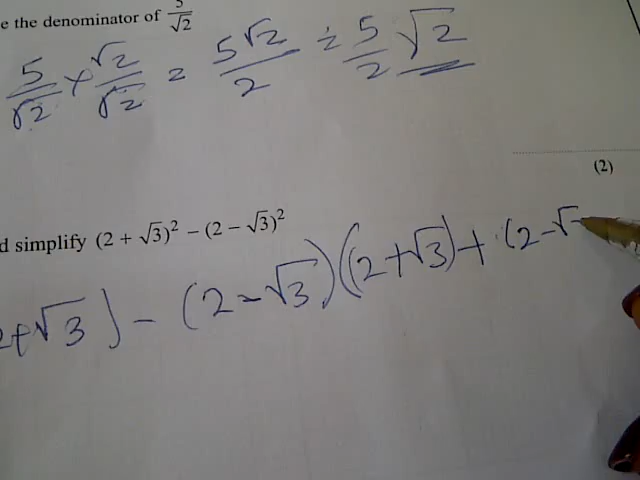 e the denominator of 5/√2
5/√2 × √2/√2 = 5√2/2 = 5/2 √2
(2)
d simplify (2 + √3)² − (2 − √3)²
2+√3) − (2−√3)((2+√3)+(2−√